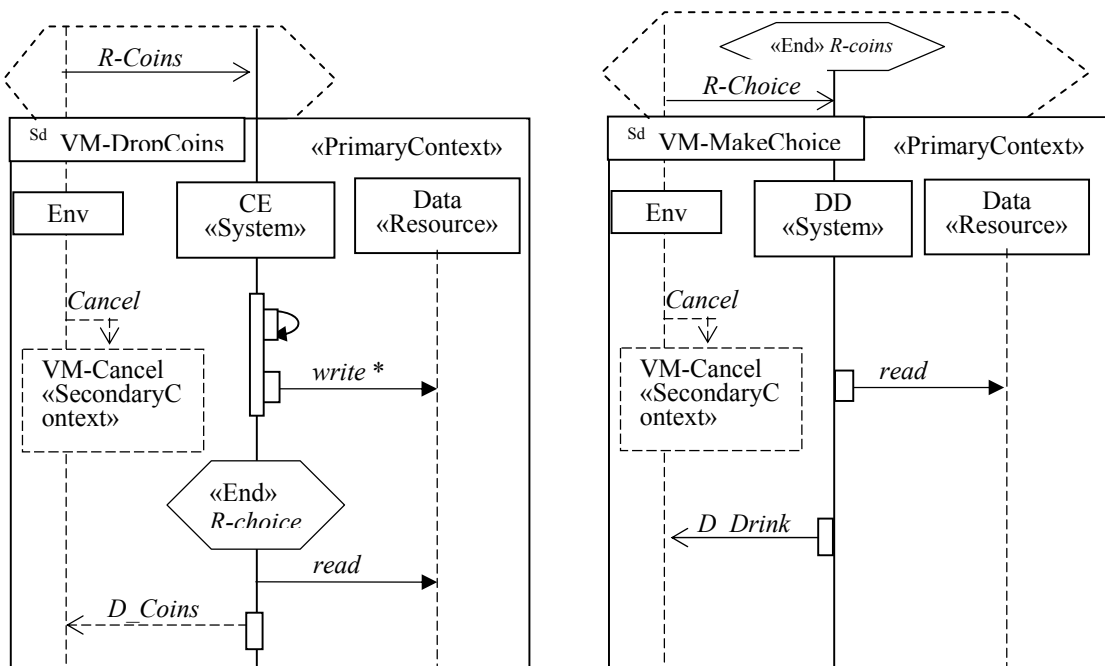 R-Coins
Sd VM-DropCoins
«PrimaryContext»
Env
CE
«System»
Data
«Resource»
Cancel
VM-Cancel
«SecondaryC
ontext»
write *
«End»
R-choice
read
D_Coins
«End» R-coins
R-Choice
Sd VM-MakeChoice
«PrimaryContext»
Env
DD
«System»
Data
«Resource»
Cancel
VM-Cancel
«SecondaryC
ontext»
read
D_Drink